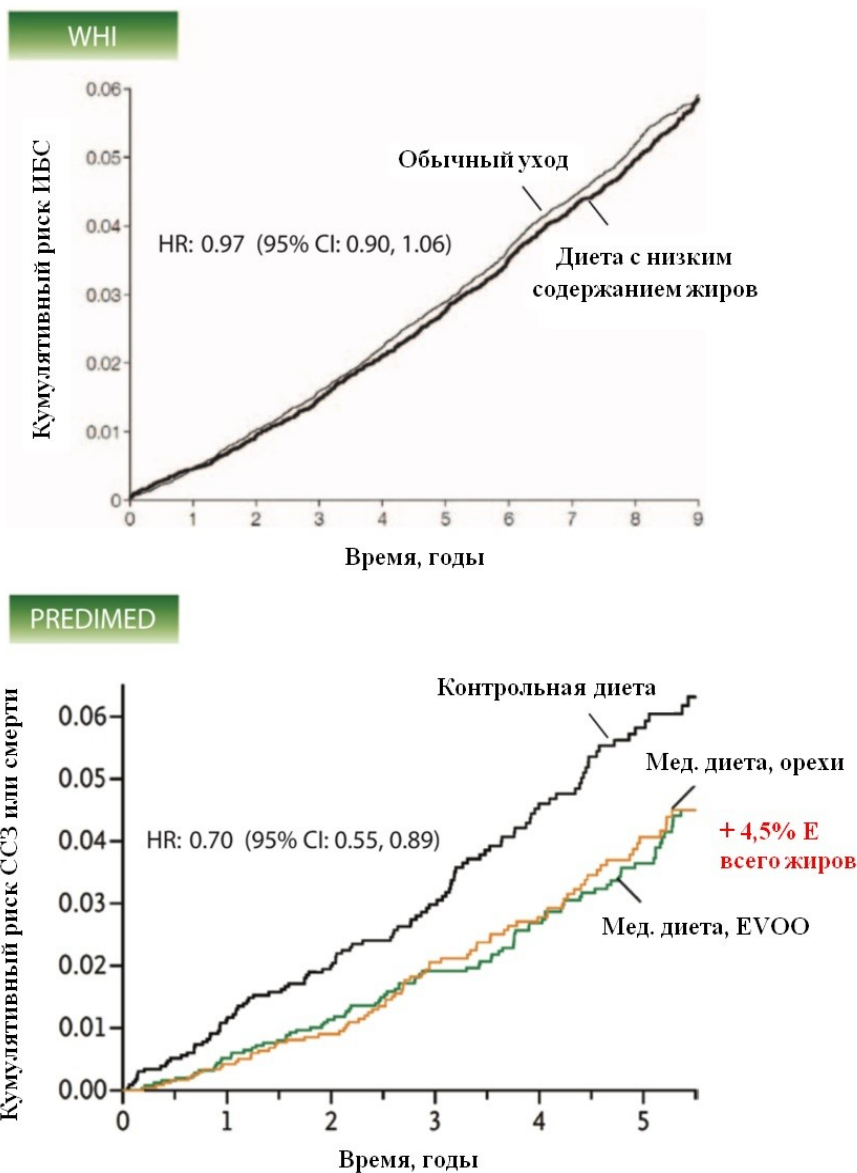 WHI
Кумулятивный риск ИБС
0.06
0.05
0.04
0.03
0.02
0.01
0
Обычный уход
HR: 0.97 (95% CI: 0.90, 1.06)
Диета с низким
содержанием жиров
0 1 2 3 4 5 6 7 8 9
Время, годы
PREDIMED
Кумулятивный риск ССЗ или смерти
0.06
0.05
0.04
0.03
0.02
0.01
0.00
Контрольная диета
Мед. диета, орехи
HR: 0.70 (95% CI: 0.55, 0.89)
+ 4,5% E
всего жиров
Мед. диета, EVOO
0 1 2 3 4 5
Время, годы